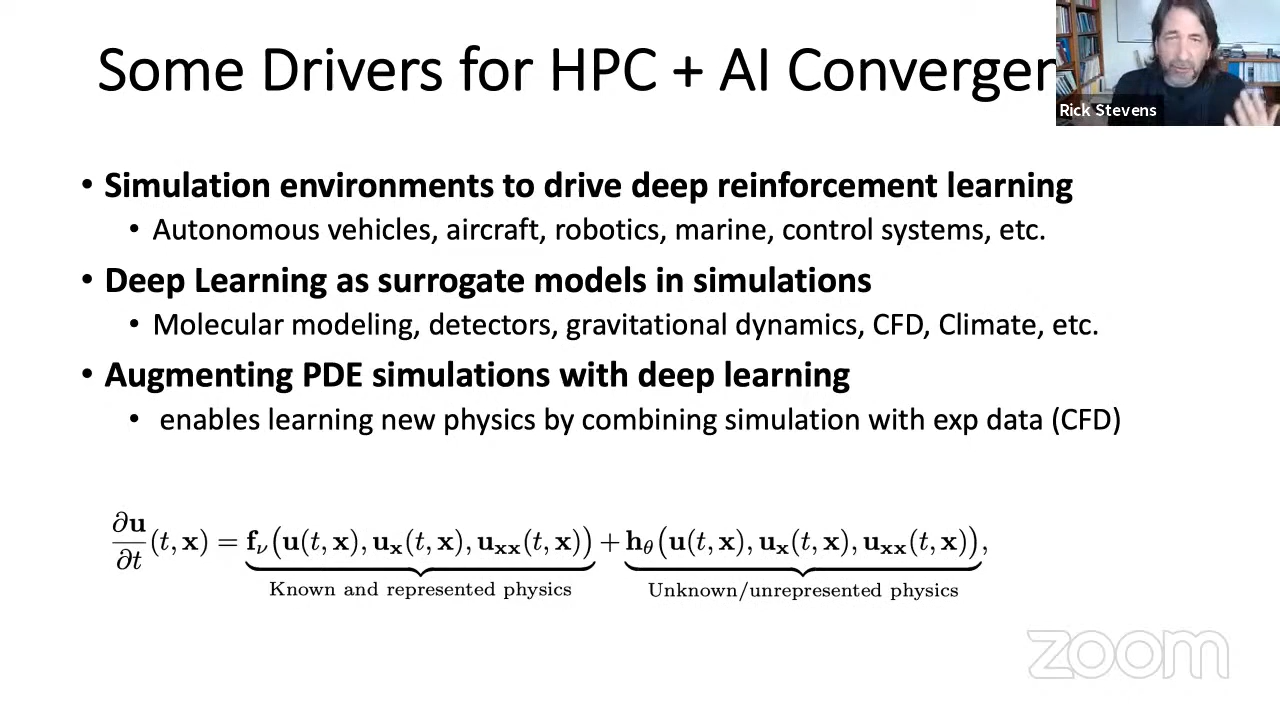 Some Drivers for HPC + AI Convergen
Rick Stevens
• Simulation environments to drive deep reinforcement learning
• Autonomous vehicles, aircraft, robotics, marine, control systems, etc.
• Deep Learning as surrogate models in simulations
• Molecular modeling, detectors, gravitational dynamics, CFD, Climate, etc.
• Augmenting PDE simulations with deep learning
• enables learning new physics by combining simulation with exp data (CFD)
∂u/∂t (t, x) = f_ν(u(t, x), u_x(t, x), u_xx(t, x)) + h_θ(u(t, x), u_x(t, x), u_xx(t, x)),
Known and represented physics Unknown/unrepresented physics
zoom